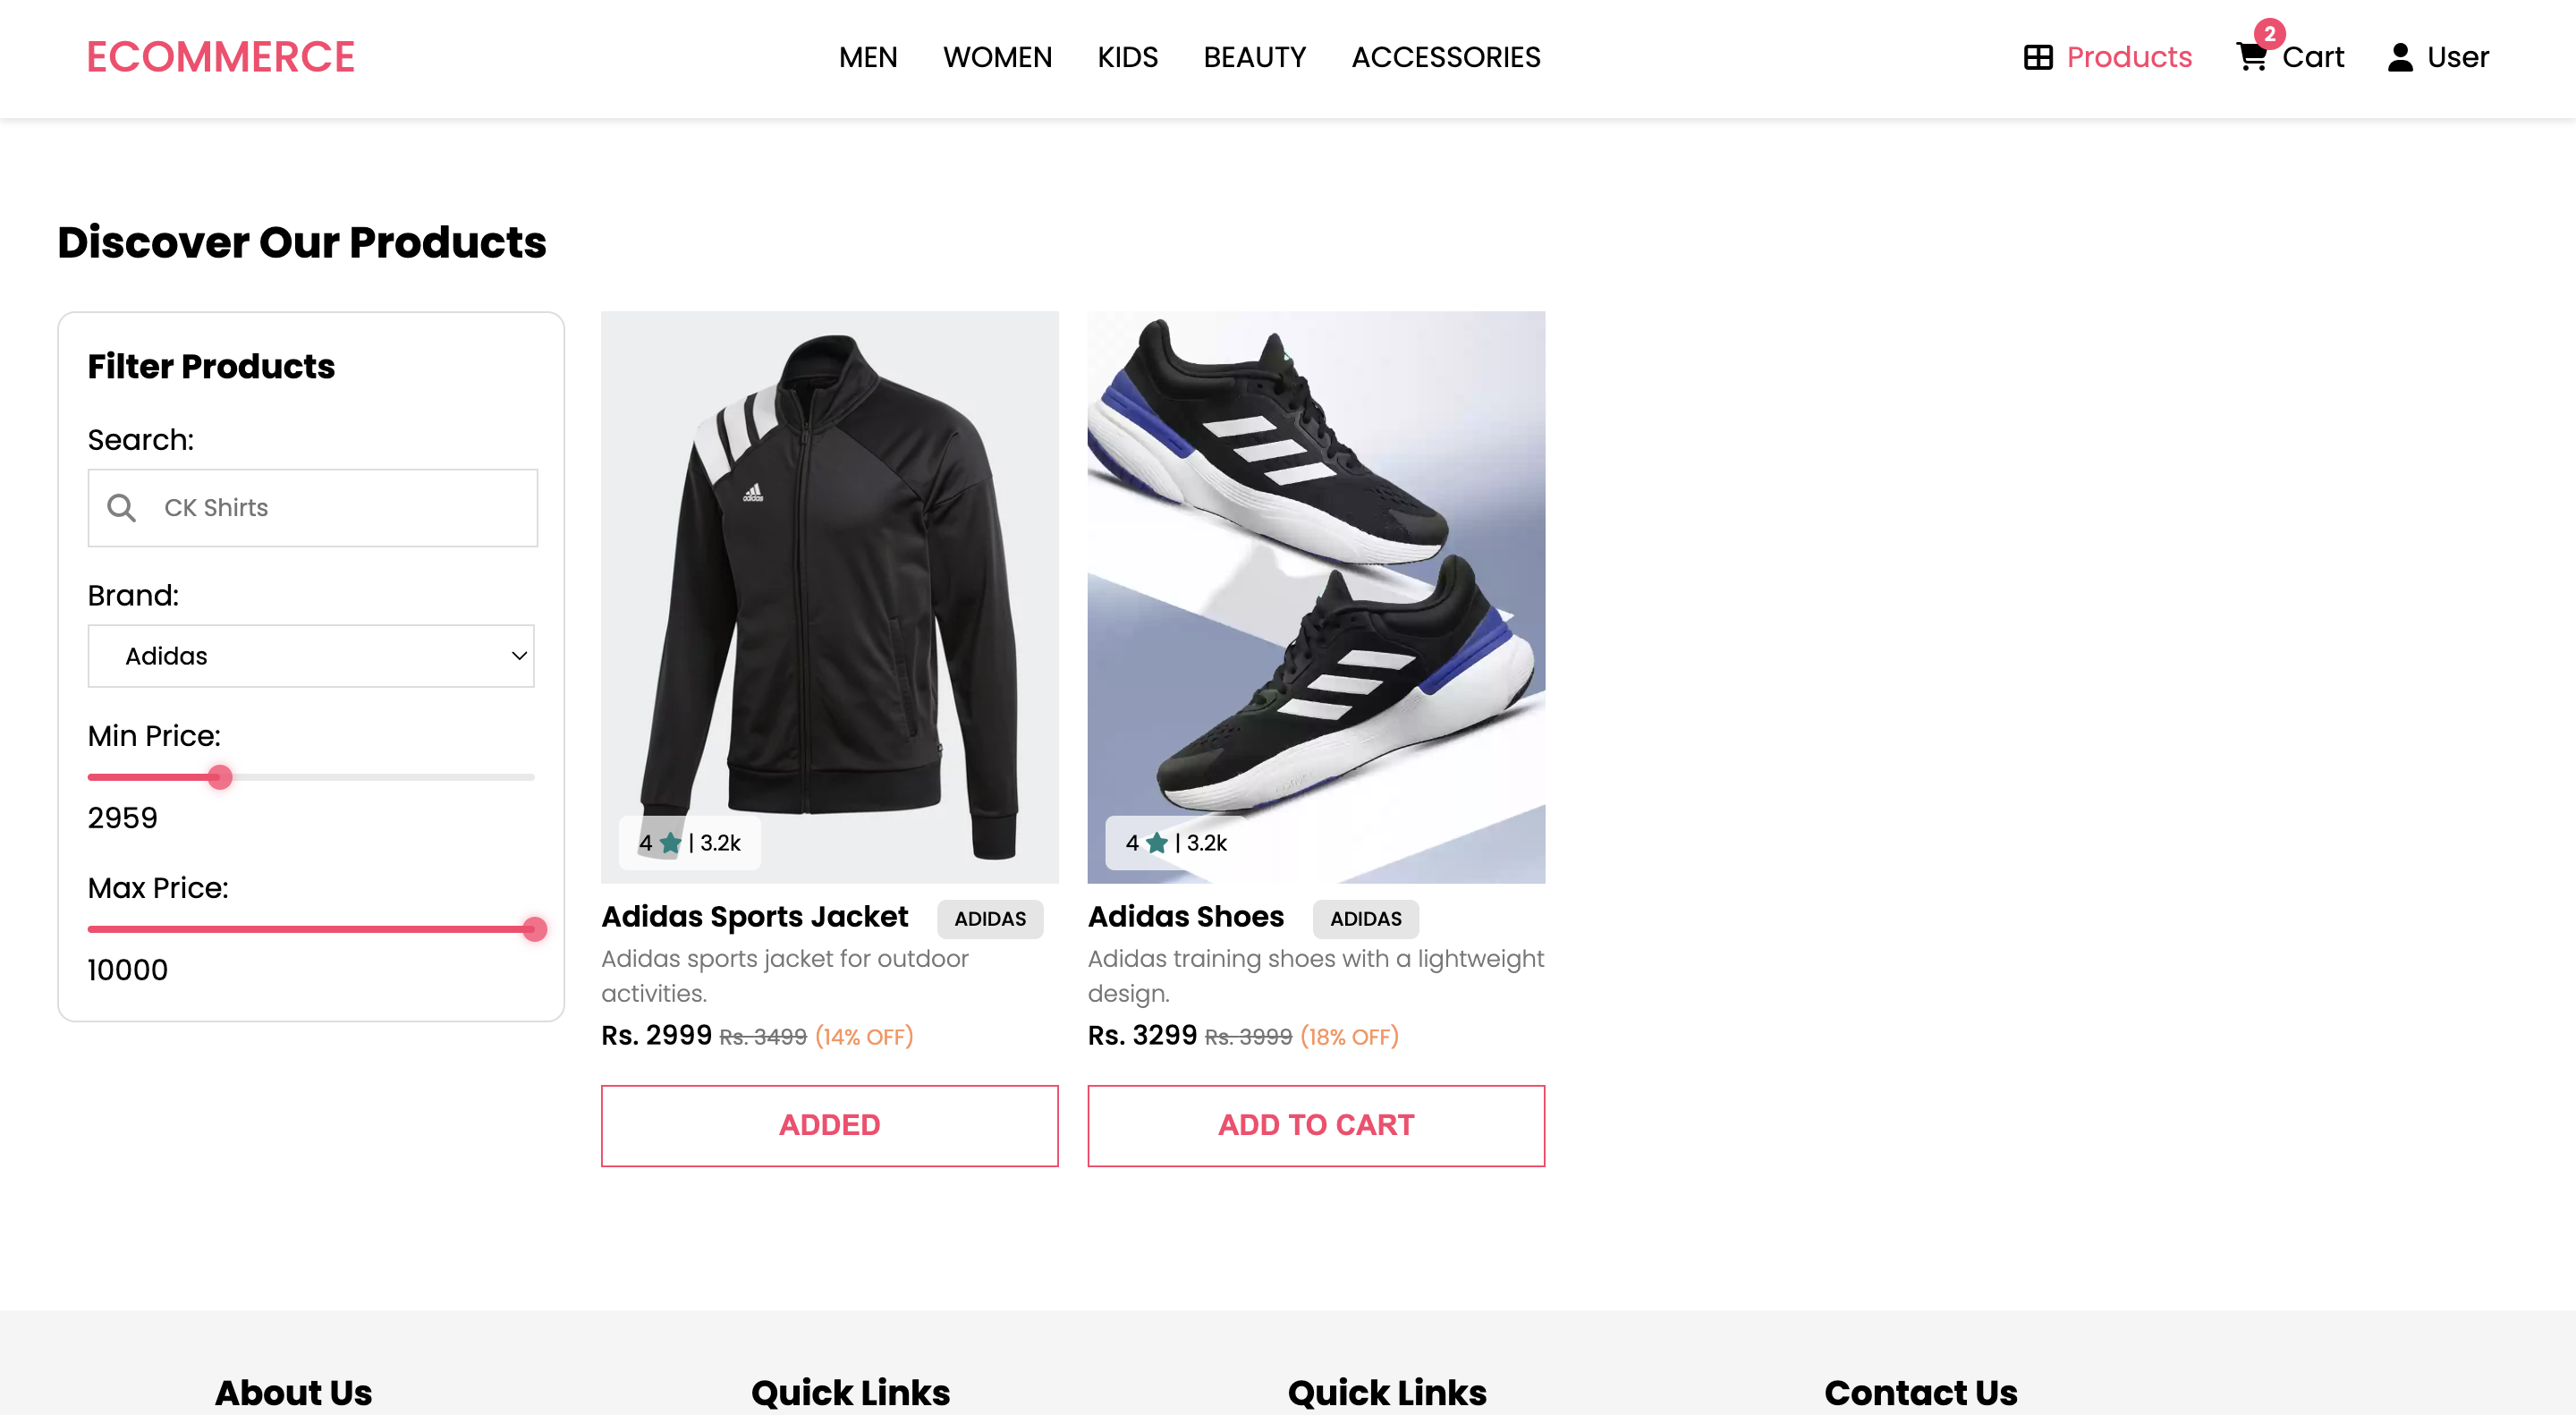 ECOMMERCE
MEN WOMEN KIDS BEAUTY ACCESSORIES
Products
2
Cart
User
Discover Our Products
Filter Products
Search:
CK Shirts
Brand:
Adidas
Min Price:
2959
Max Price:
10000
adidas
4 | 3.2k
Adidas Sports Jacket ADIDAS
Adidas sports jacket for outdoor
activities.
Rs. 2999 Rs. 3499 (14% OFF)
ADDED
4 | 3.2k
Adidas Shoes ADIDAS
Adidas training shoes with a lightweight
design.
Rs. 3299 Rs. 3999 (18% OFF)
ADD TO CART
About Us
Quick Links
Quick Links
Contact Us